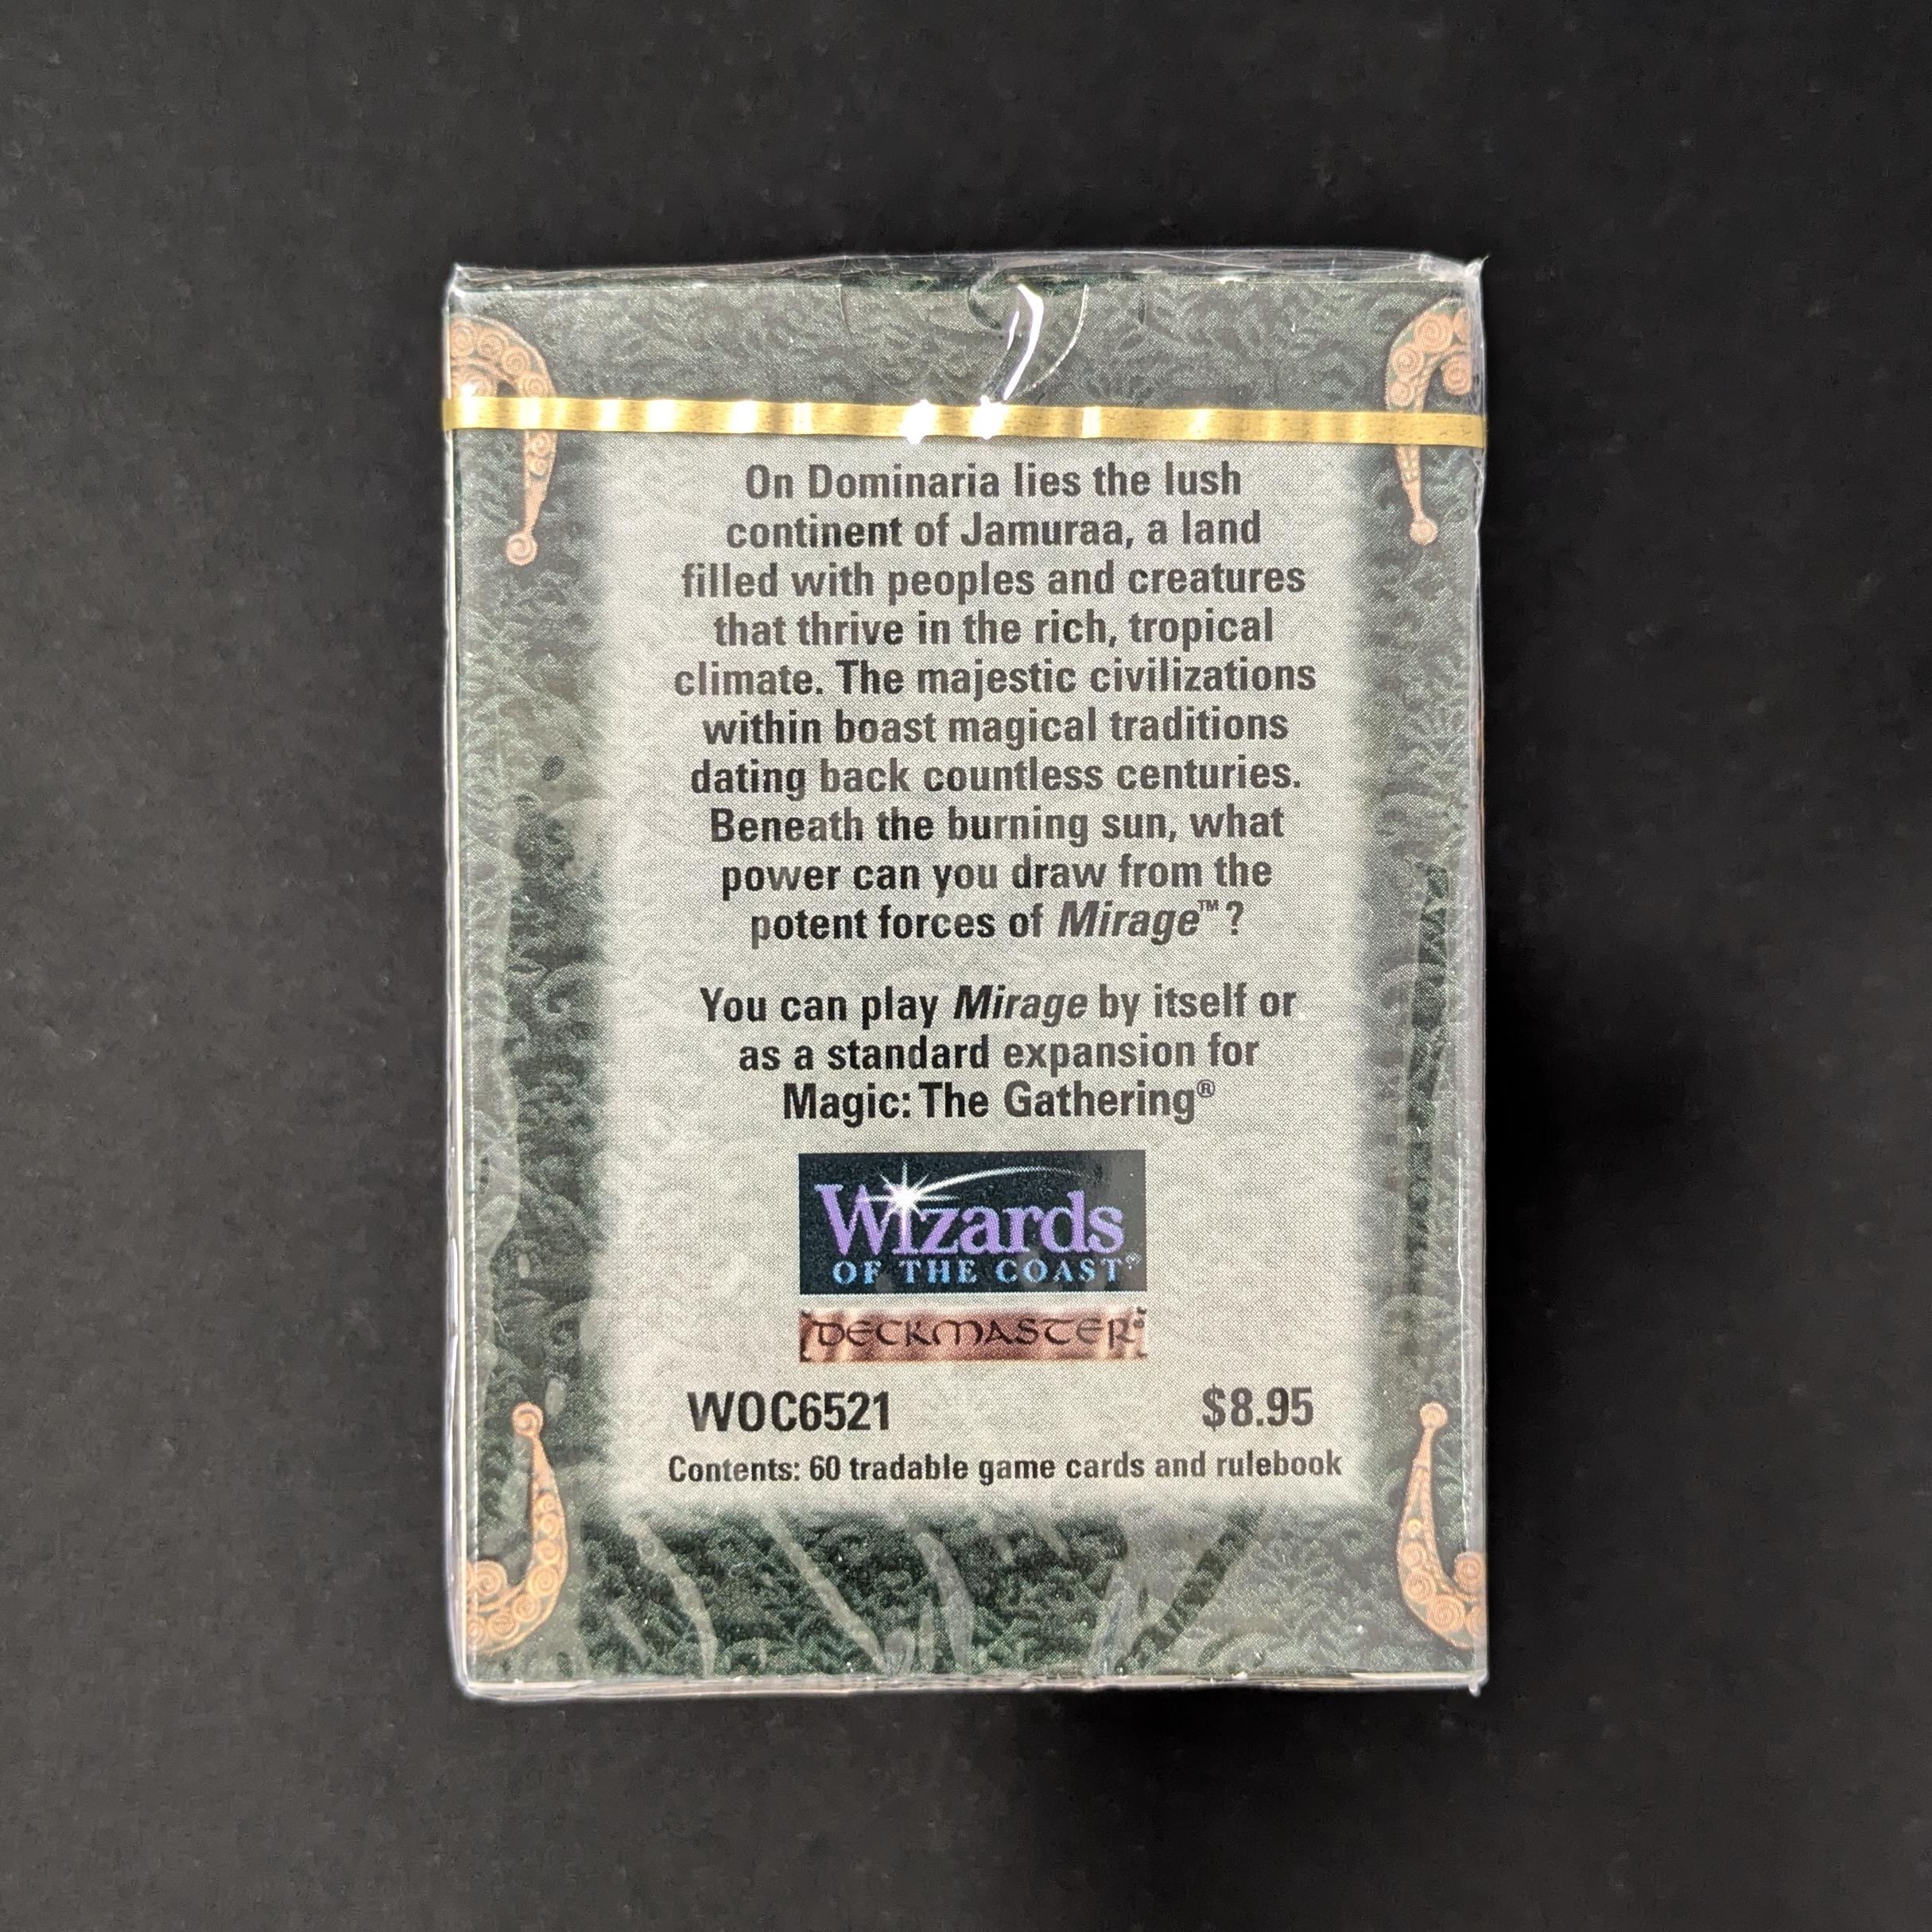 On Dominaria lies the lush
continent of Jamuraa, a land
filled with peoples and creatures
that thrive in the rich, tropical
climate. The majestic civilizations
within boast magical traditions
dating back countless centuries.
Beneath the burning sun, what
power can you draw from the
potent forces of Mirage™?
You can play Mirage by itself or
as a standard expansion for
Magic: The Gathering®
Wizards
OF THE COAST®
DECKMASTER®
WOC6521 $8.95
Contents: 60 tradable game cards and rulebook